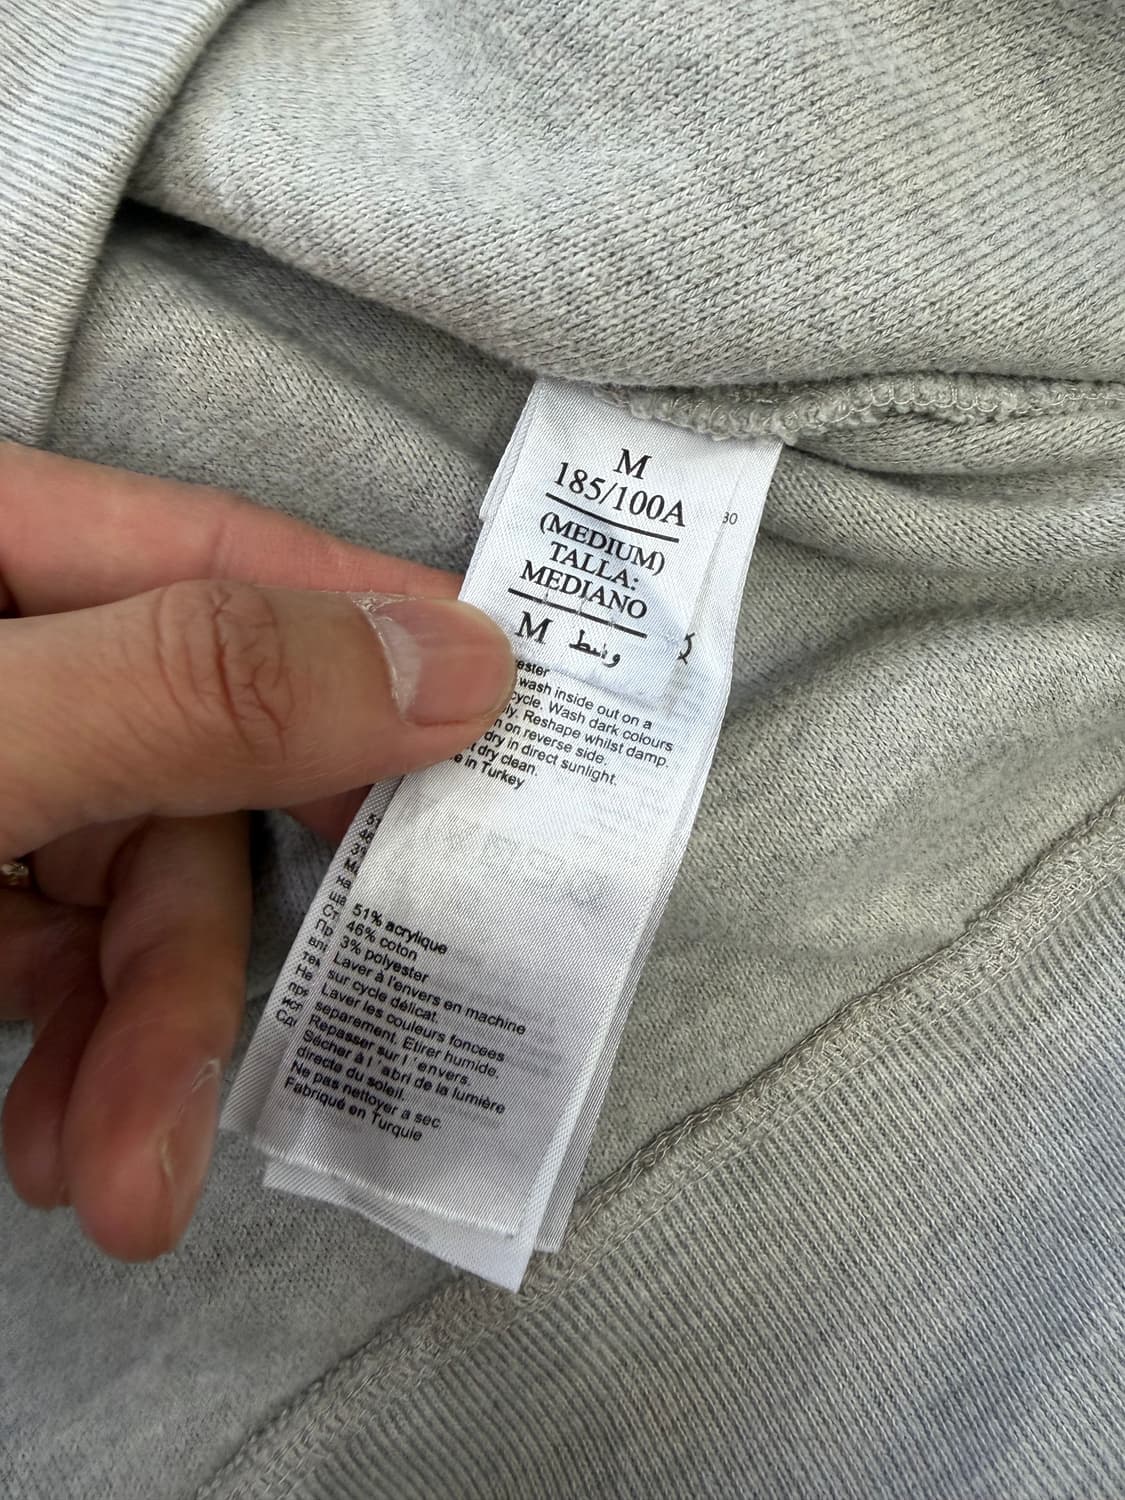 M
185/100A
(MEDIUM)
TALLA:
MEDIANO
M وسط
30
wash inside out on a
cycle. Wash dark colours
Reshape whilst damp.
on reverse side.
dry in direct sunlight.
dry clean.
in Turkey
51% acrylique
46% coton
3% polyester
Laver à l'envers en machine
sur cycle délicat.
Laver les couleurs foncées
separement. Etirer humide.
Repasser sur l'envers.
Sécher à l'abri de la lumière
directe du soleil.
Ne pas nettoyer a sec.
Fabriqué en Turquie